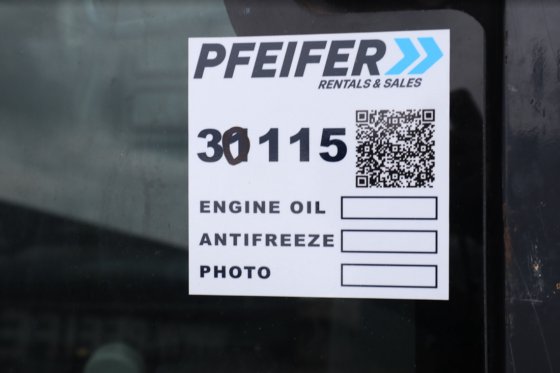 PFEIFER
RENTALS & SALES
30115
ENGINE OIL
ANTIFREEZE
PHOTO